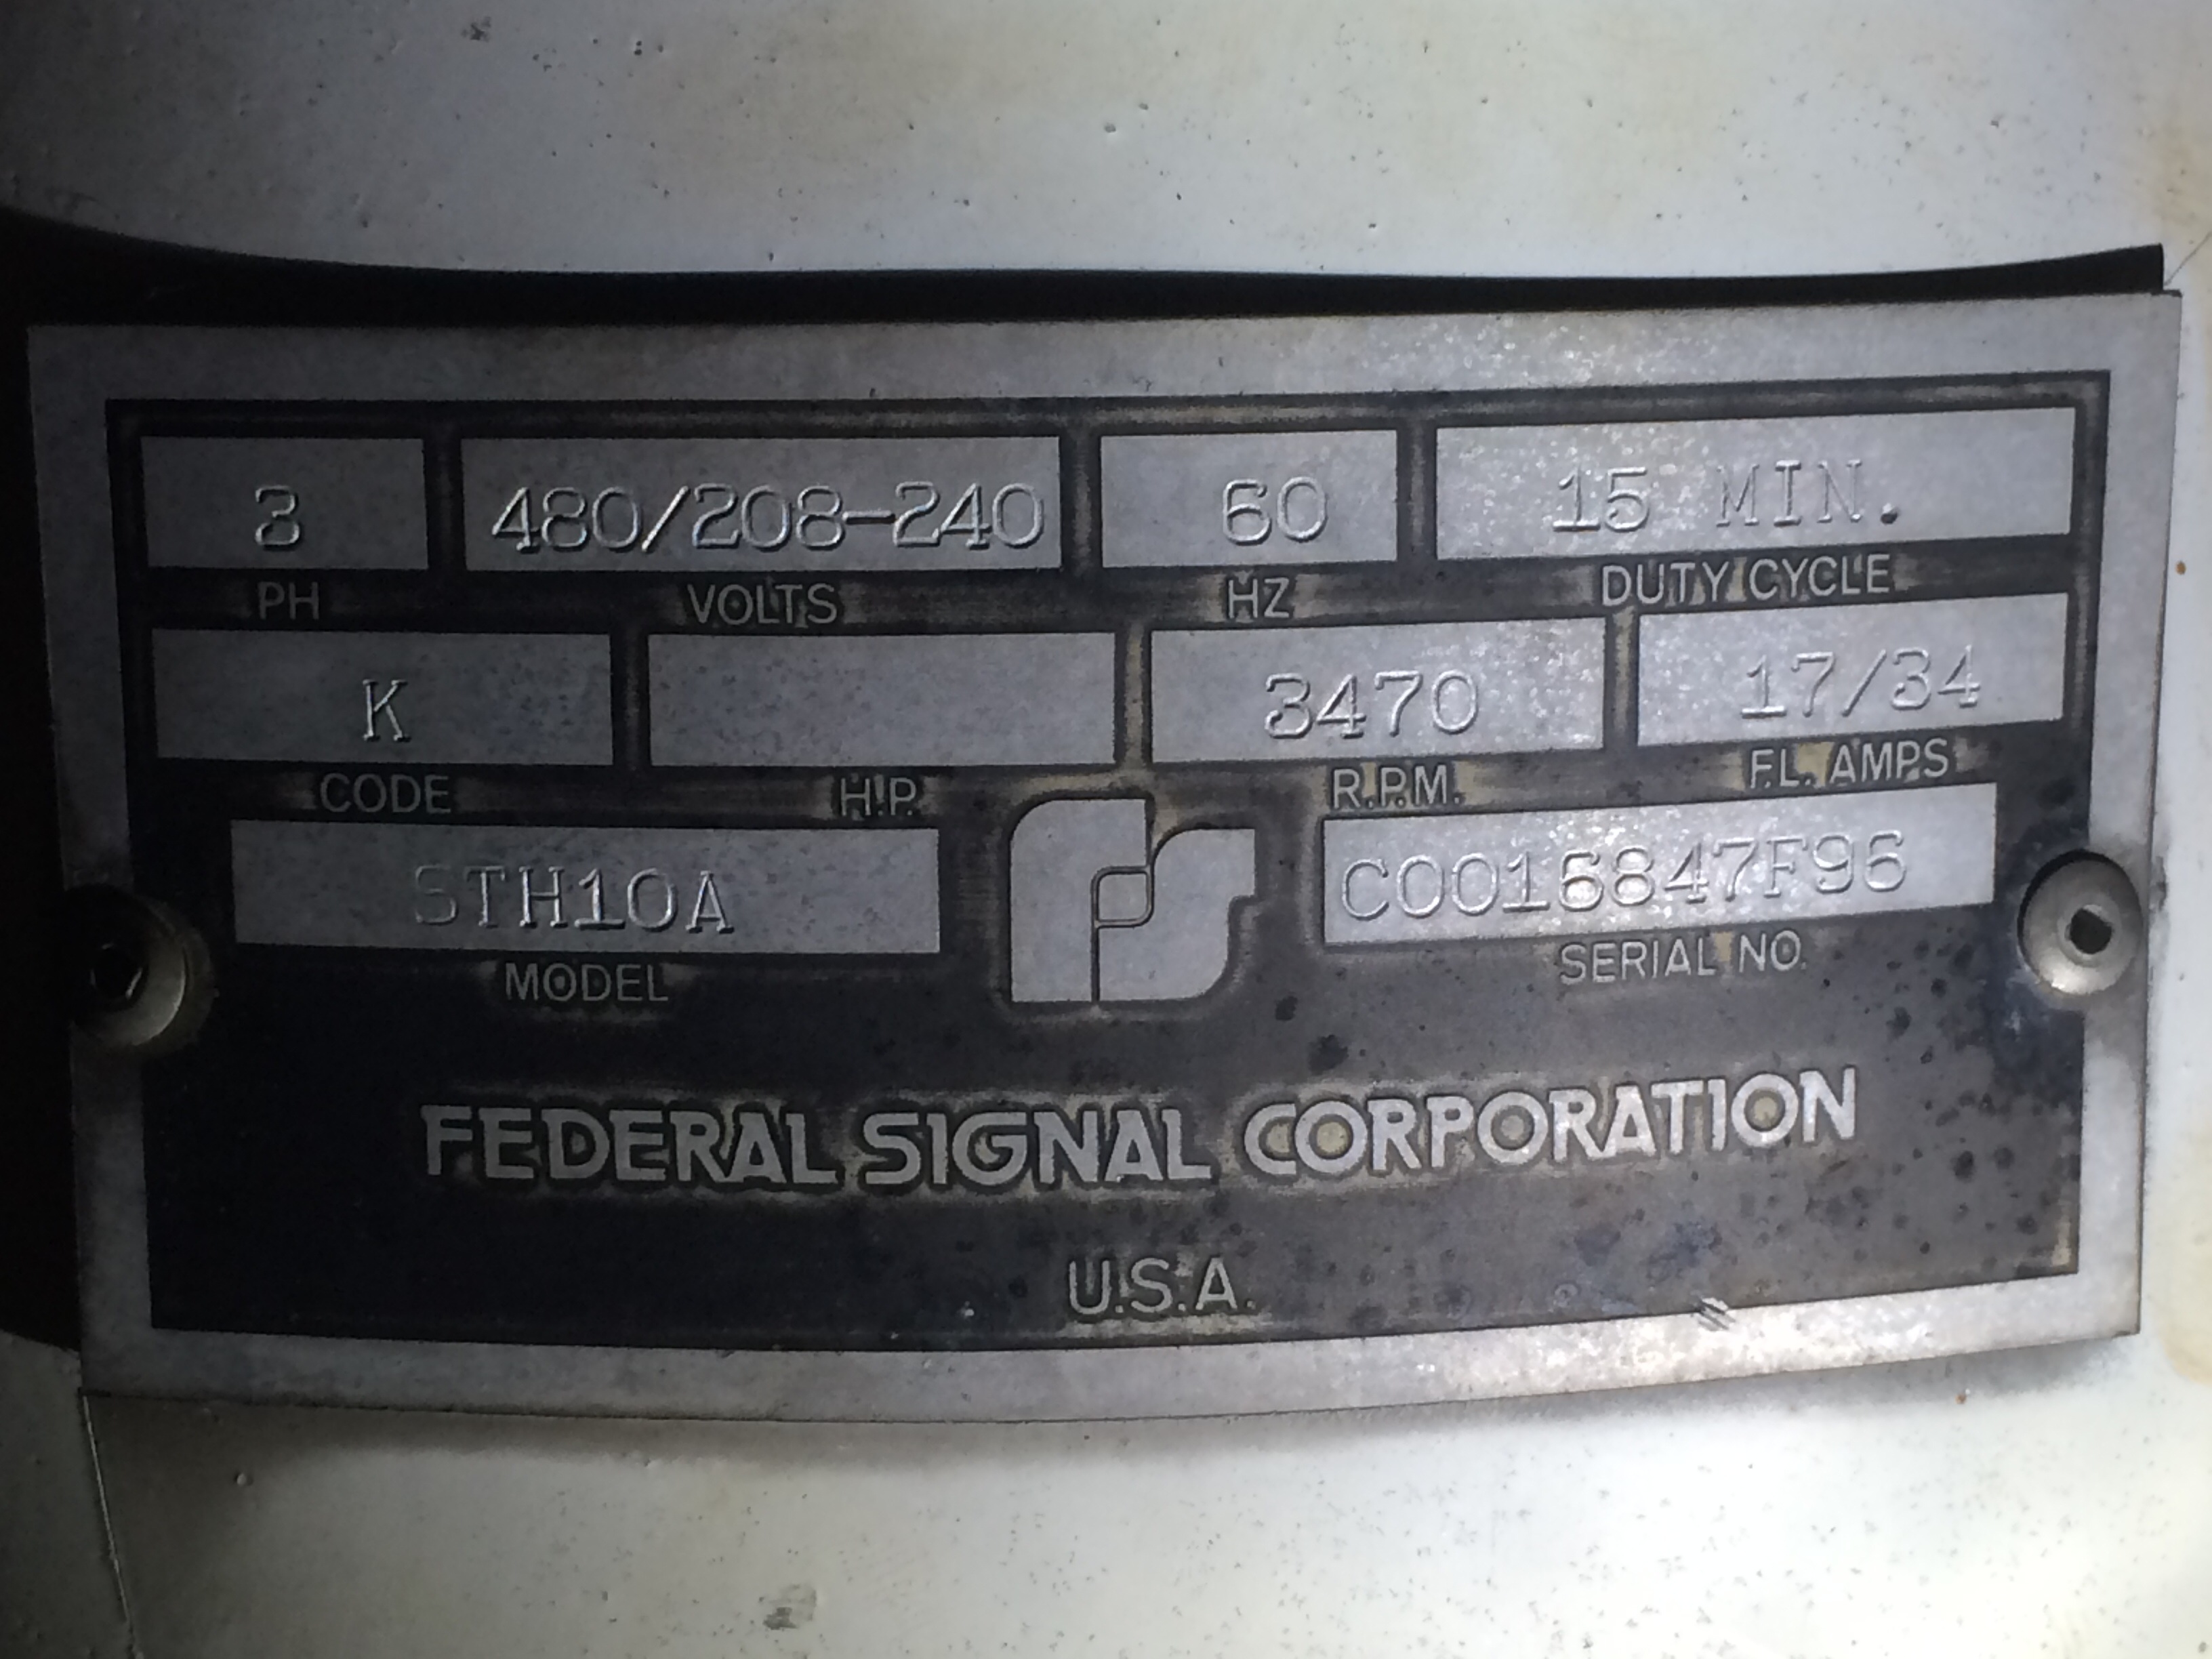 3 480/208-240 60 15 MIN.
PH VOLTS HZ DUTY CYCLE
K 3470 17/34
CODE H.P. R.P.M. F.L. AMPS
STH10A C0016847F96
MODEL SERIAL NO.
FEDERAL SIGNAL CORPORATION
U.S.A.